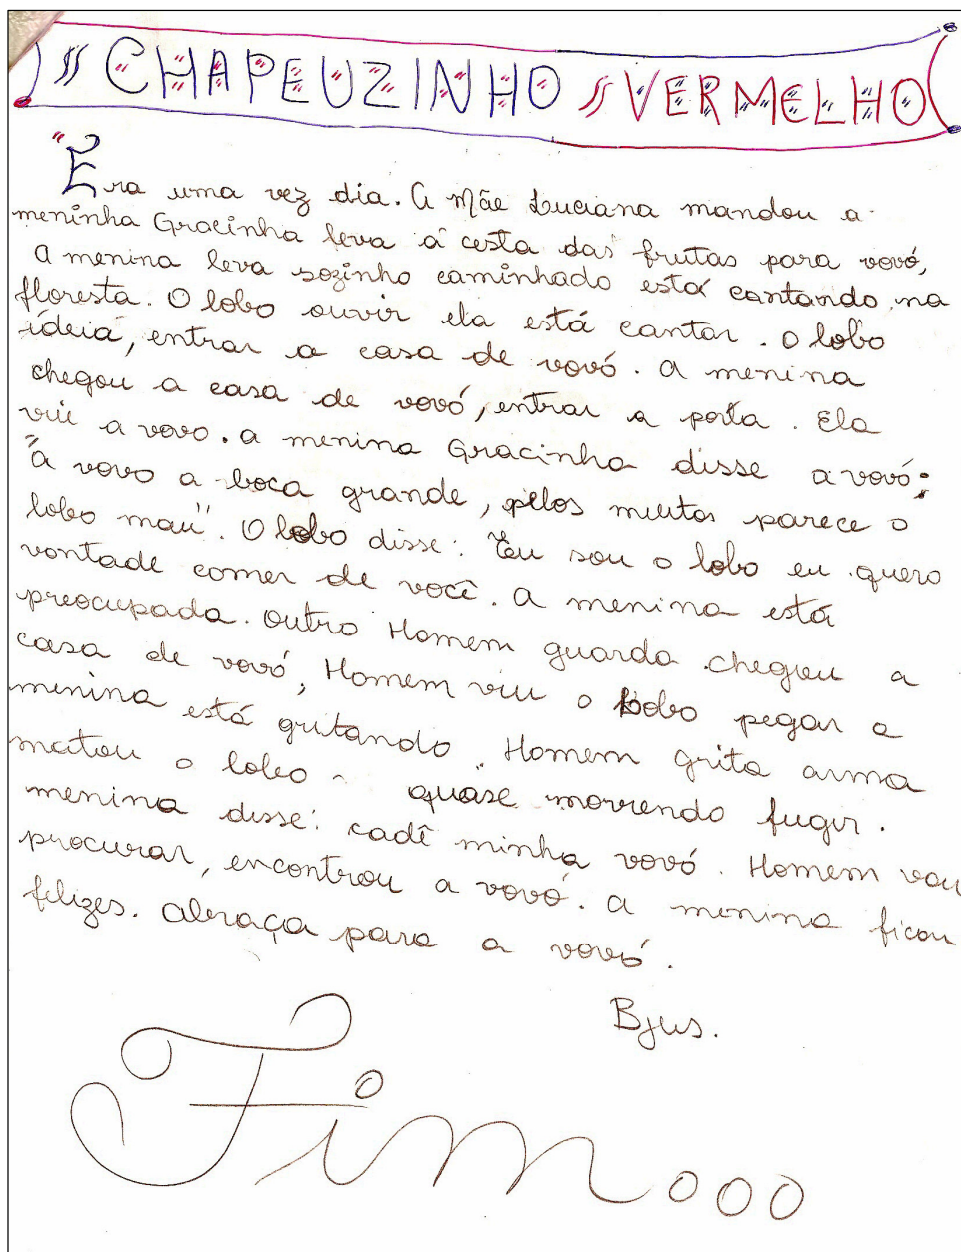 CHAPEUZINHO VERMELHO
"Era uma vez dia. A Mãe Luciana mandou a
meninha Gracinha leva a cesta das frutas para vovó,
A menina leva sozinho caminhado está cantando na
floresta. O lobo ouvir ela está cantar. O lobo
ideia, entrar a casa de vovó. A menina
chegou a casa de vovó, entrar a porta. Ela
viu a vovo. a menina Gracinha disse a vovó:
"a vovo a boca grande, pelos muitos parece o
lobo mau". O lobo disse: Eu sou o lobo eu quero
vontade comer de você. A menina está
preocupada. Outro Homem guarda chegou a
casa de vovó, Homem viu o lobo pegar a
menina está gritando. Homem grita arma
matou o lobo quase morrendo fugir.
menina disse: cadê minha vovó. Homem vou
procurar, encontrou a vovó. A menina ficou
felizes. Abraça para a vovó.
Bjus.
Fim...